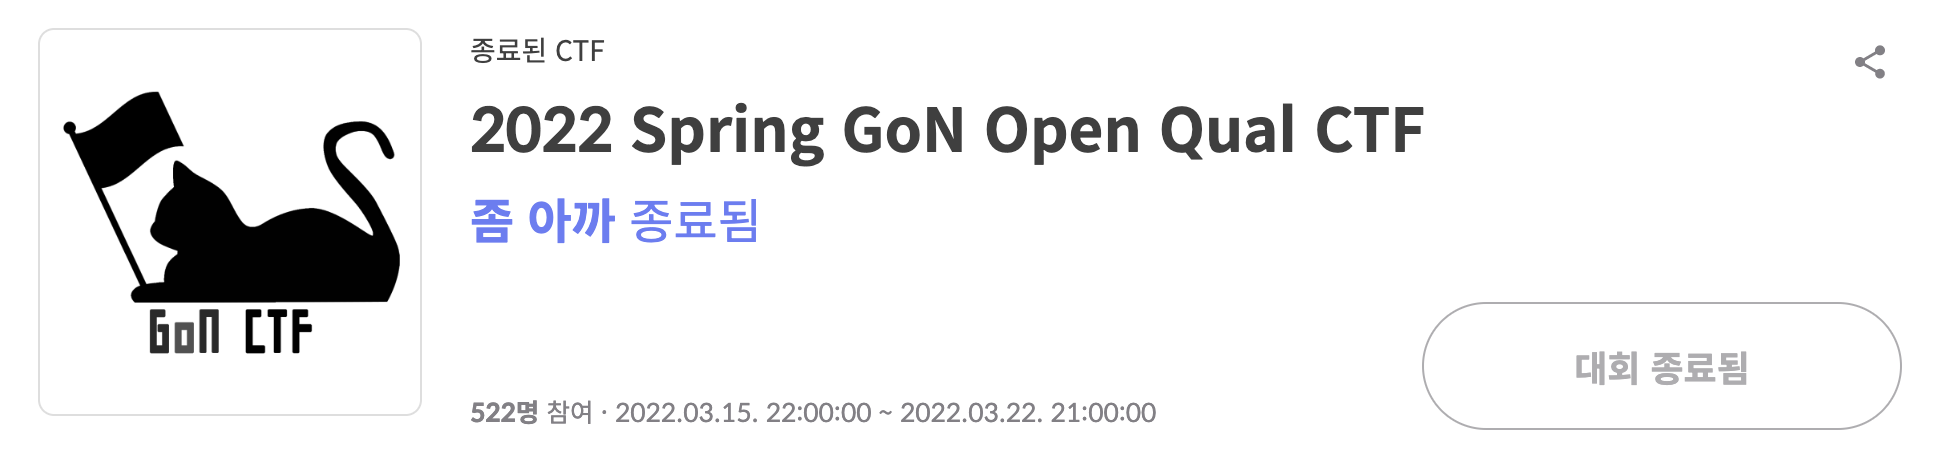 종료된 CTF
2022 Spring GoN Open Qual CTF
좀 아까 종료됨
GoN CTF
대회 종료됨
522명 참여 · 2022.03.15. 22:00:00 ~ 2022.03.22. 21:00:00